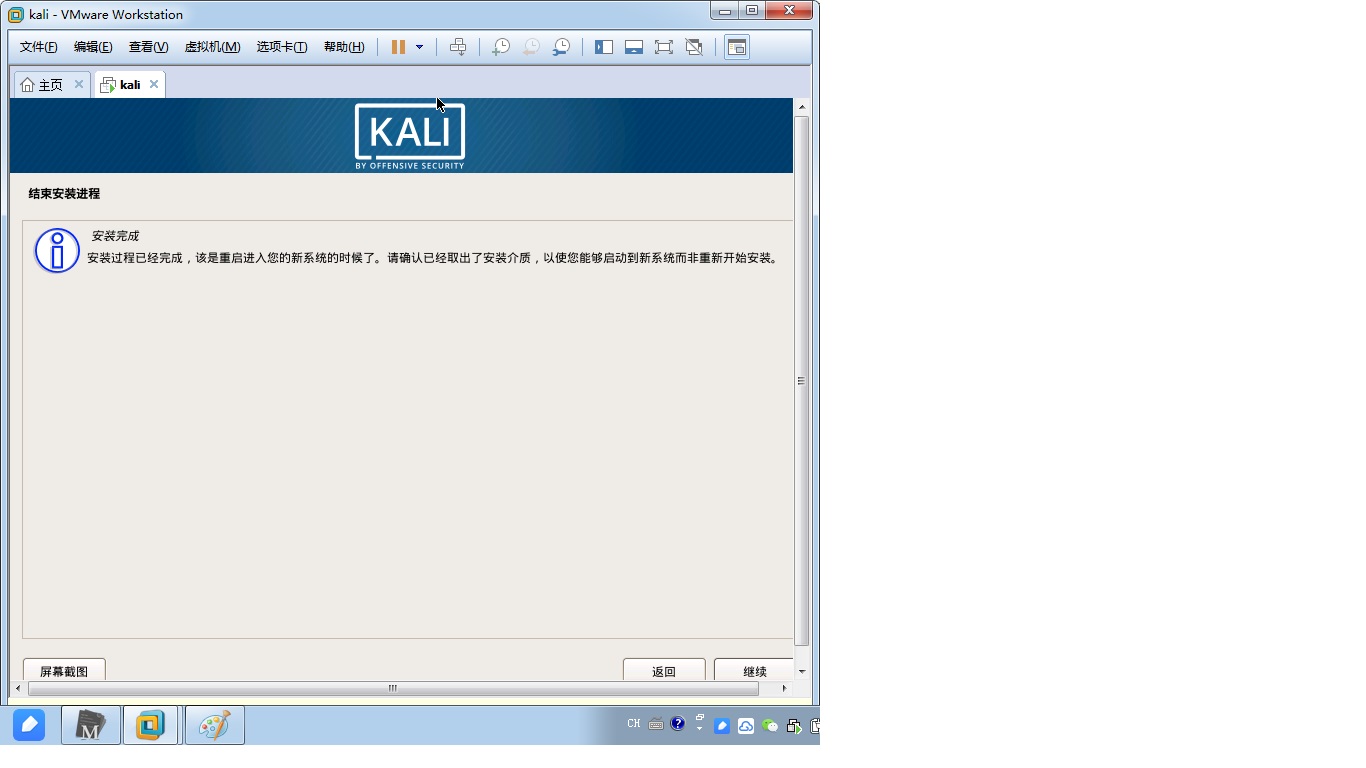 kali - VMware Workstation
文件(F) 编辑(E) 查看(V) 虚拟机(M) 选项卡(T) 帮助(H)
主页 kali
KALI
BY OFFENSIVE SECURITY
结束安装进程
安装完成
安装过程已经完成，该是重启进入您的新系统的时候了。请确认已经取出了安装介质，以使您能够启动到新系统而非重新开始安装。
屏幕截图 返回 继续
M CH